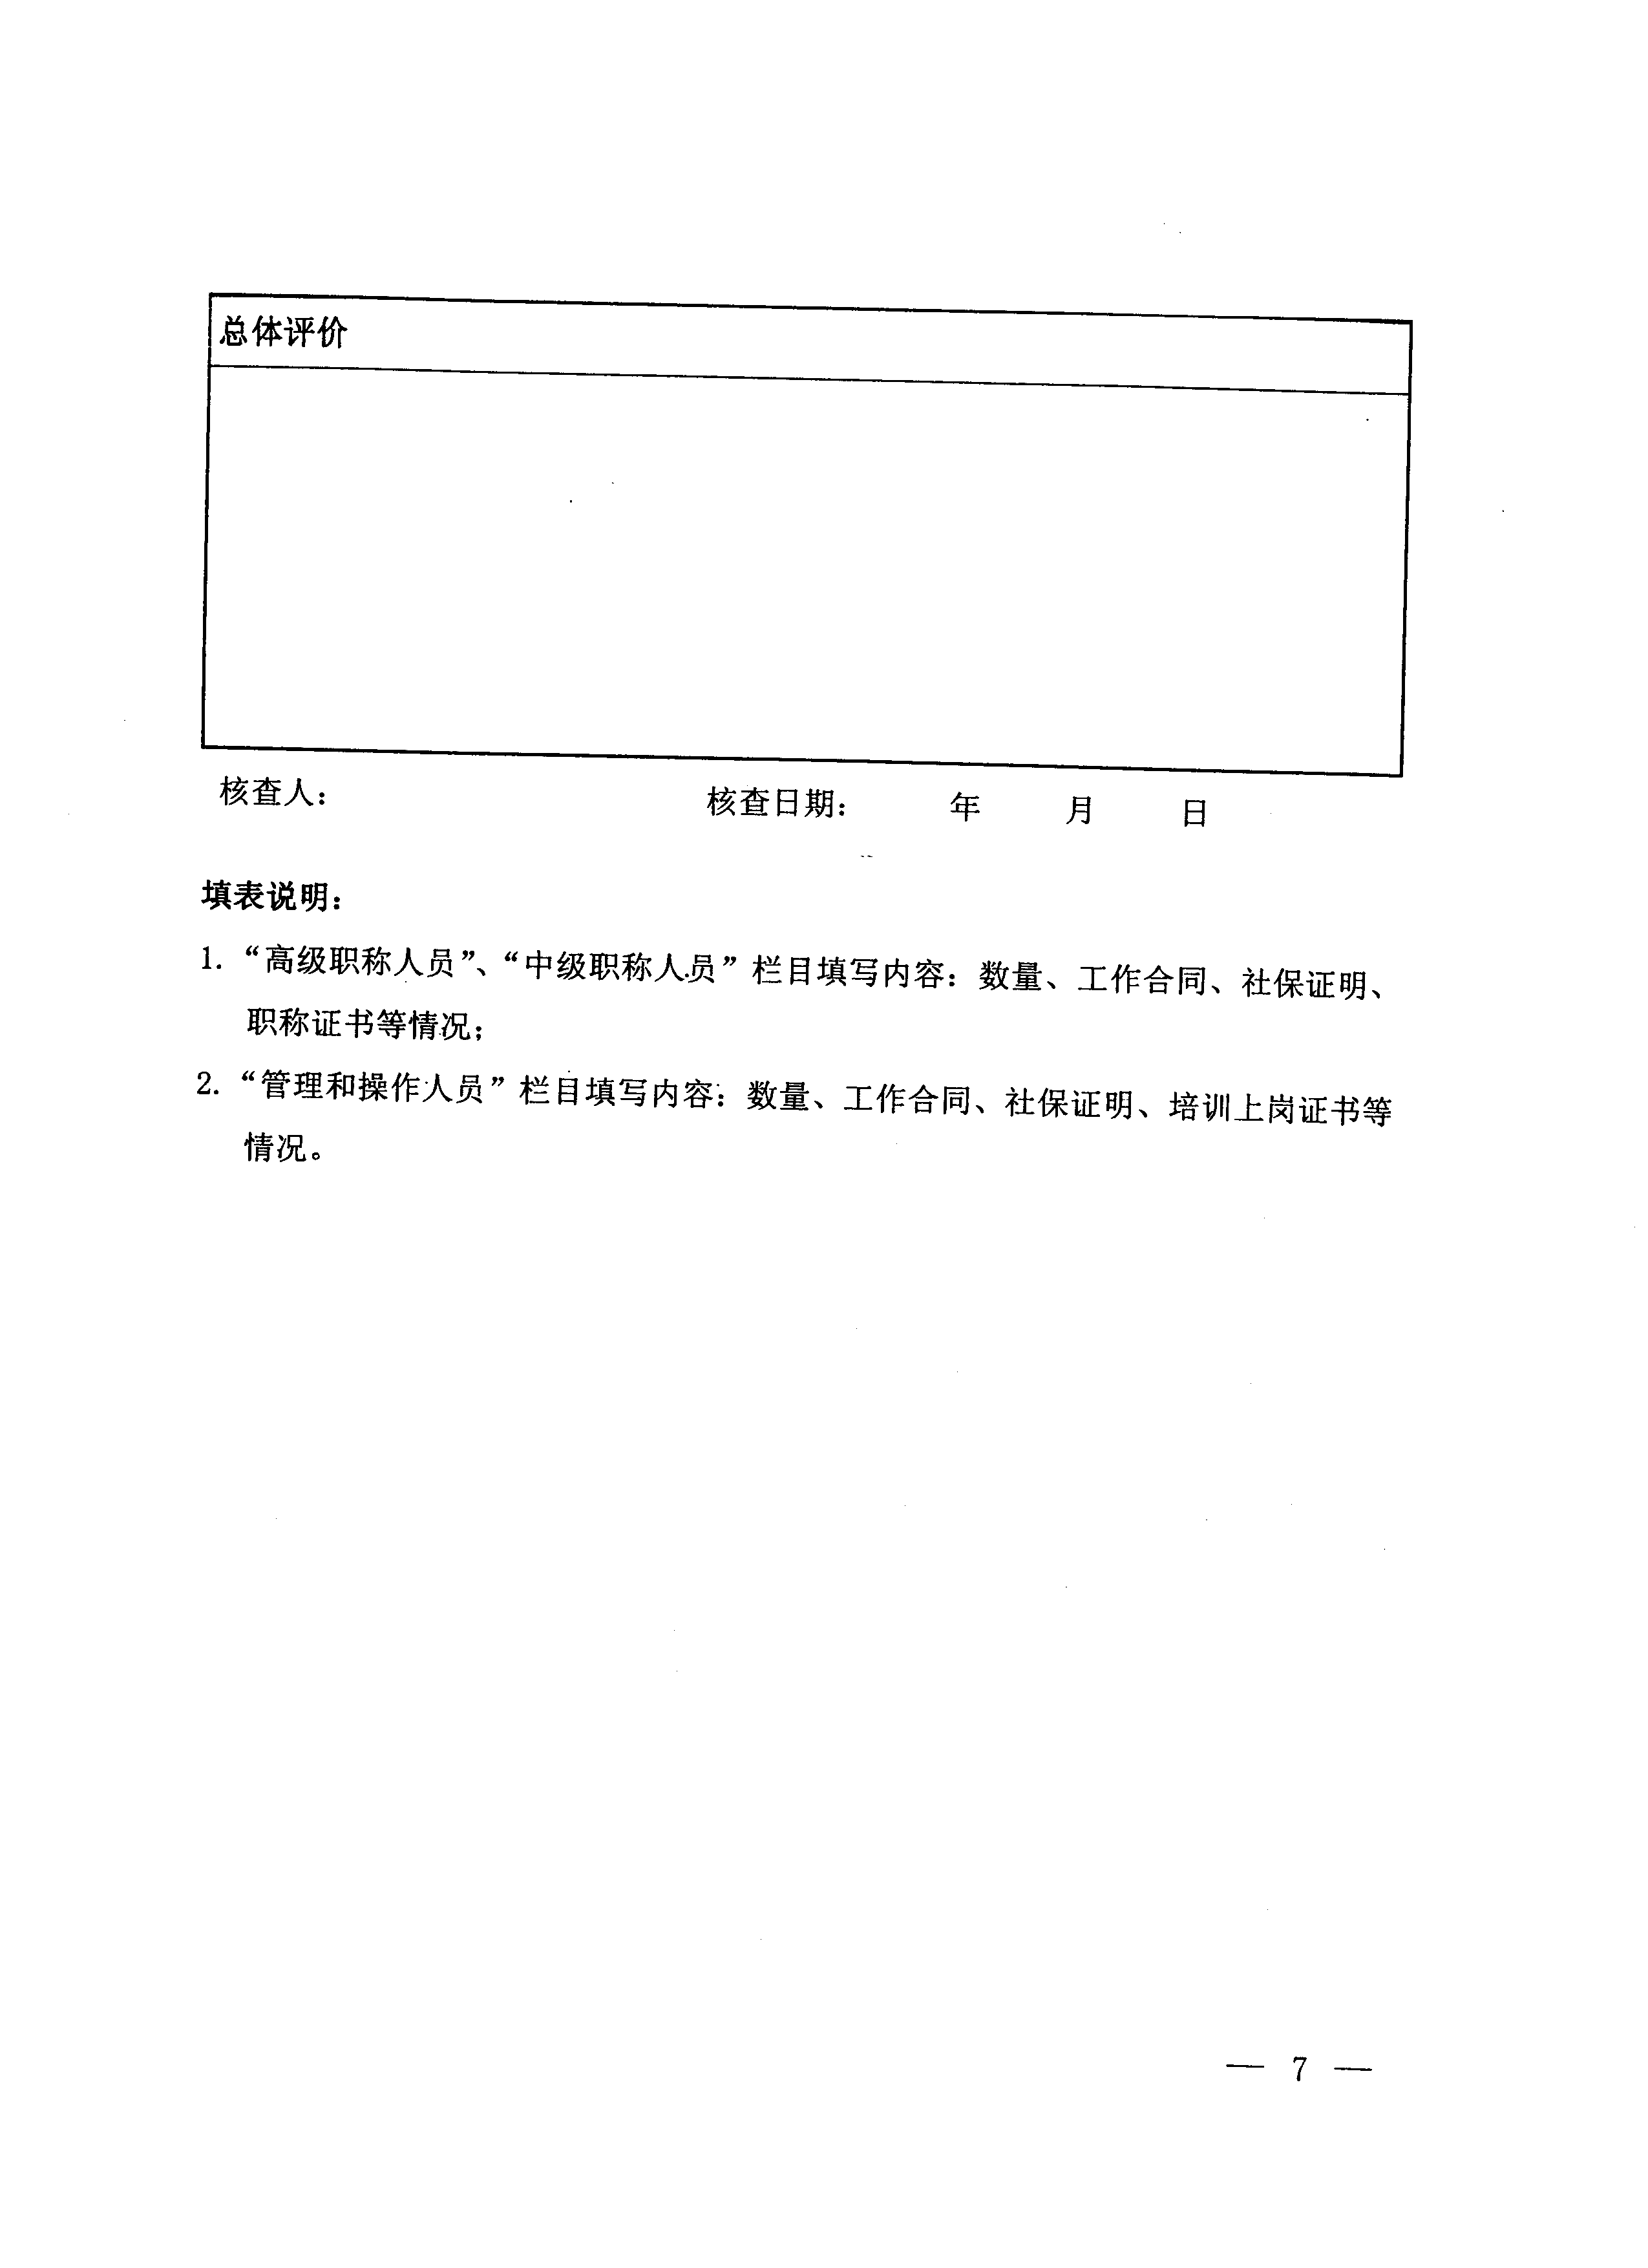 总体评价
核查人：　　　　核查日期：　　年　　月　　日
填表说明：
1. “高级职称人员”、“中级职称人员”栏目填写内容：数量、工作合同、社保证明、
职称证书等情况；
2. “管理和操作人员”栏目填写内容：数量、工作合同、社保证明、培训上岗证书等
情况。
— 7 —